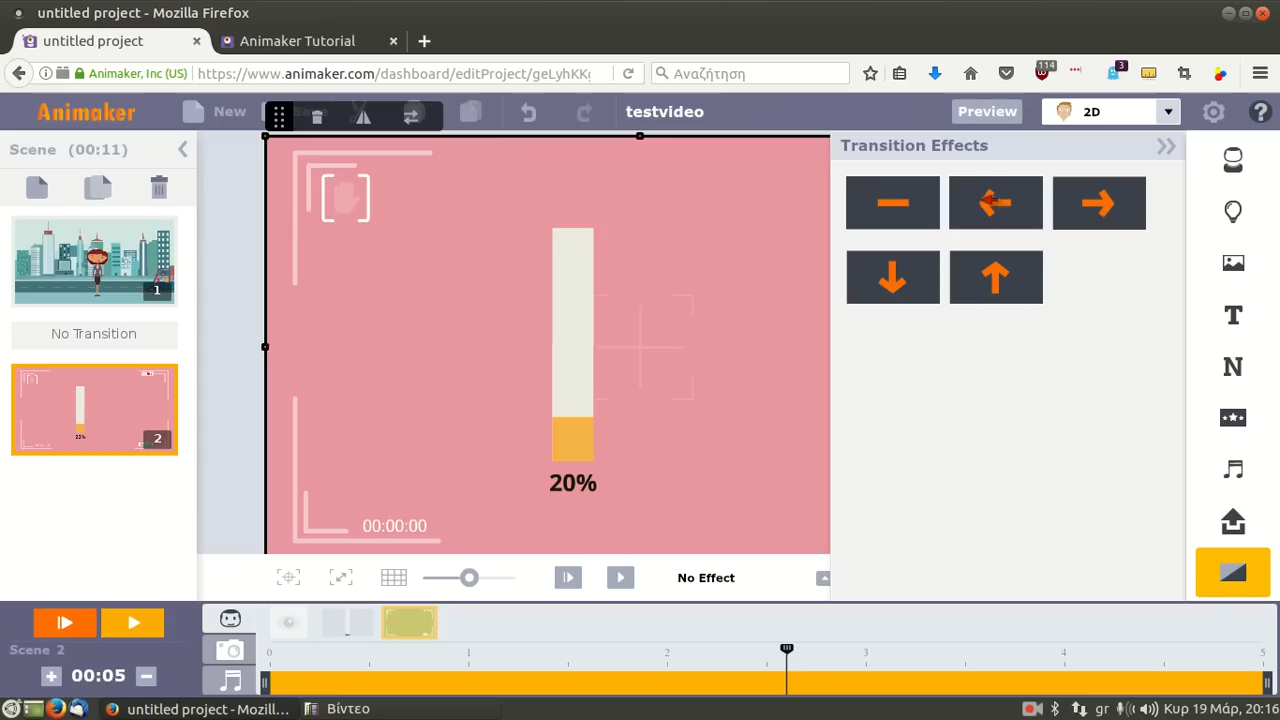 untitled project - Mozilla Firefox
untitled project
Animaker Tutorial
Animaker, Inc (US)
https://www.animaker.com/dashboard/editProject/geLyhKKg
Αναζήτηση
114
3
Animaker
New
testvideo
Preview
2D
Scene (00:11)
1
No Transition
2
20%
00:00:00
Transition Effects
T
N
No Effect
Scene 2
00:05
0
1
2
3
4
5
untitled project - Mozill...
Βίντεο
gr
Κυρ 19 Μάρ, 20:16